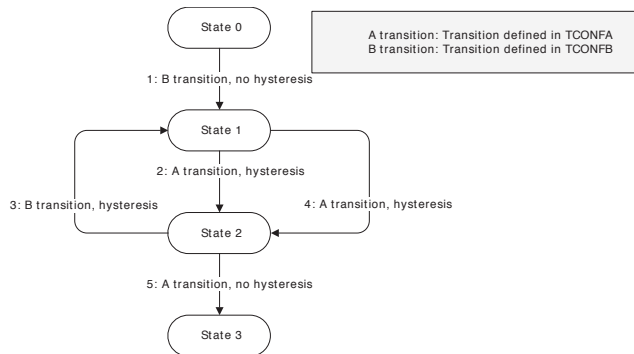 State 0
A transition: Transition defined in TCONFA
B transition: Transition defined in TCONFB
1: B transition, no hysteresis
State 1
2: A transition, hysteresis
3: B transition, hysteresis
4: A transition, hysteresis
State 2
5: A transition, no hysteresis
State 3